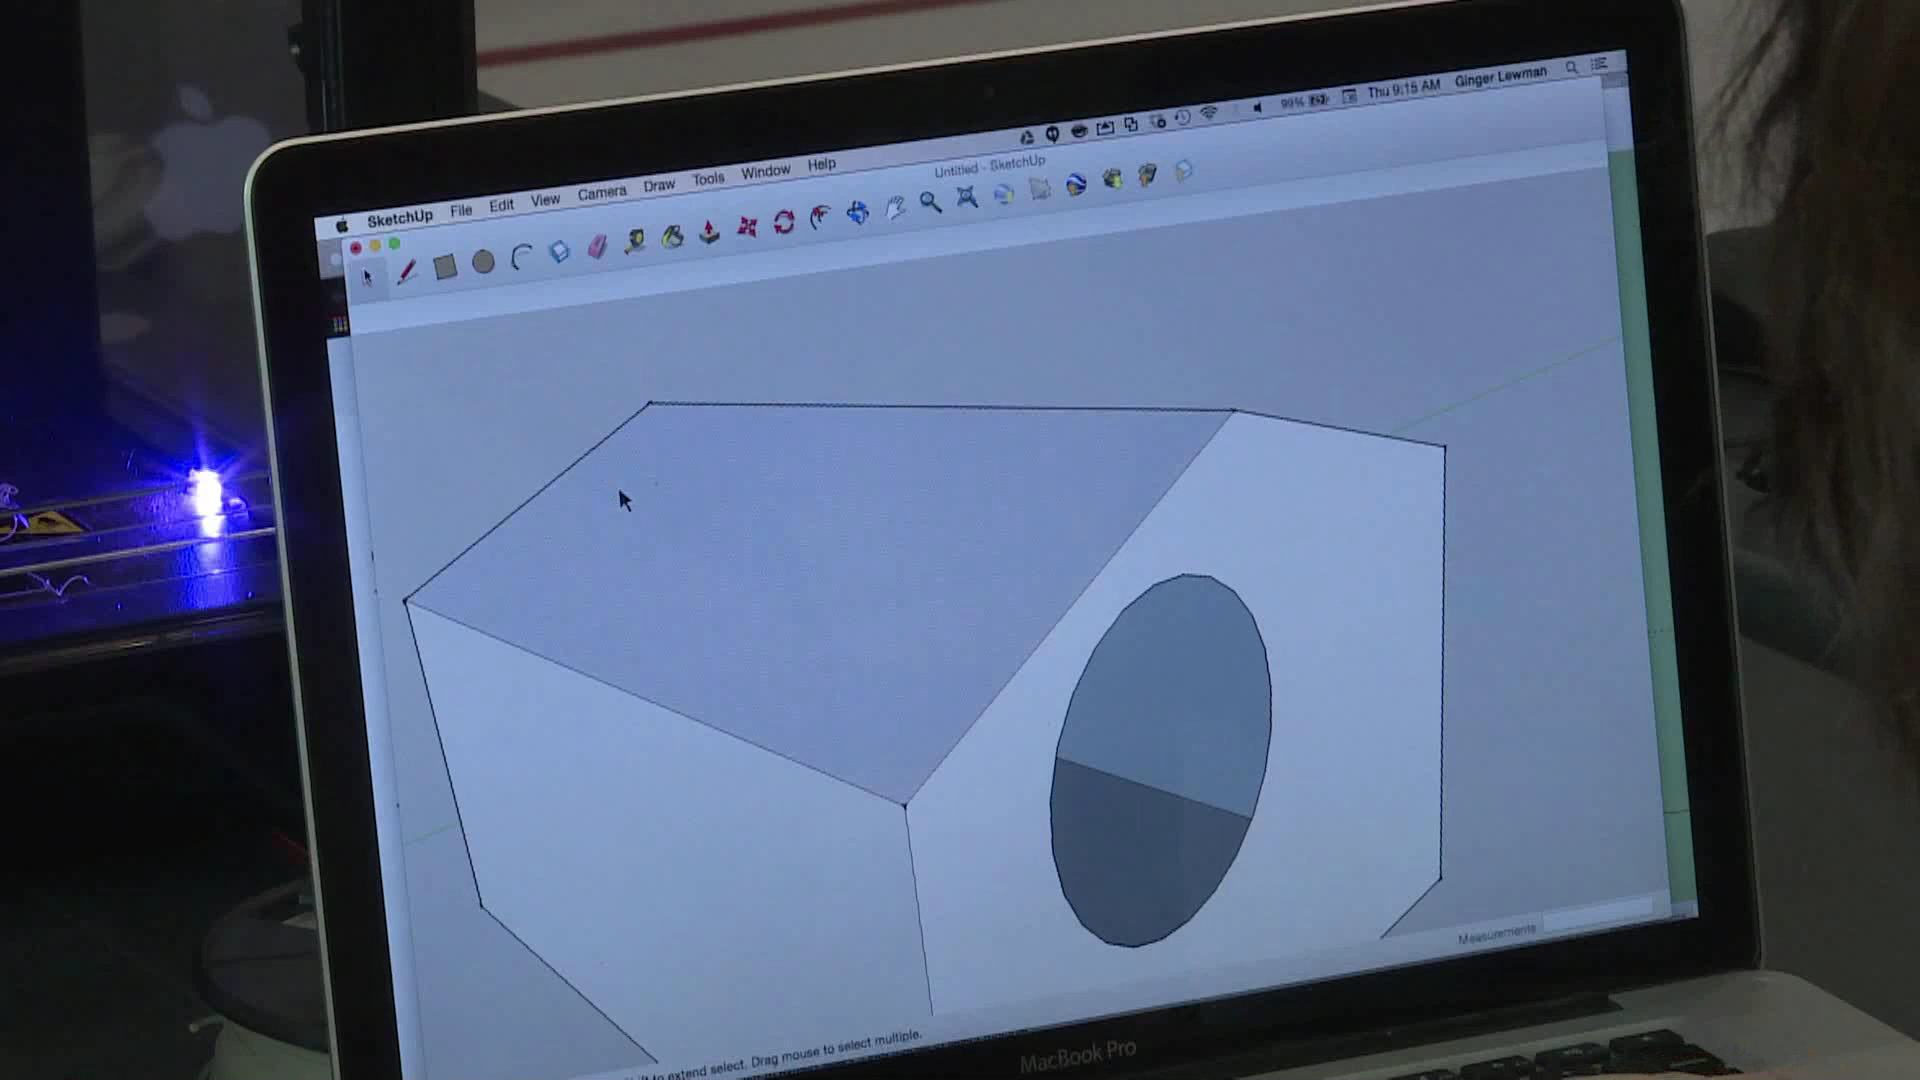 SketchUp File Edit View Camera Draw Tools Window Help 99% Thu 9:15 AM Ginger Lewman
Untitled - SketchUp
Measurements
to extend select. Drag mouse to select multiple.
MacBook Pro